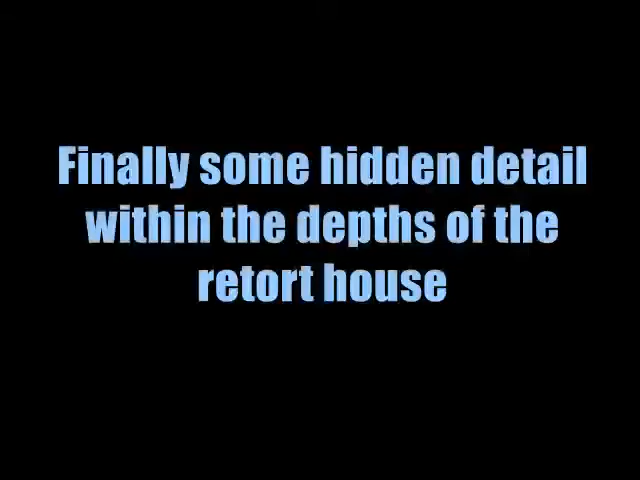 Finally some hidden detail
within the depths of the
retort house